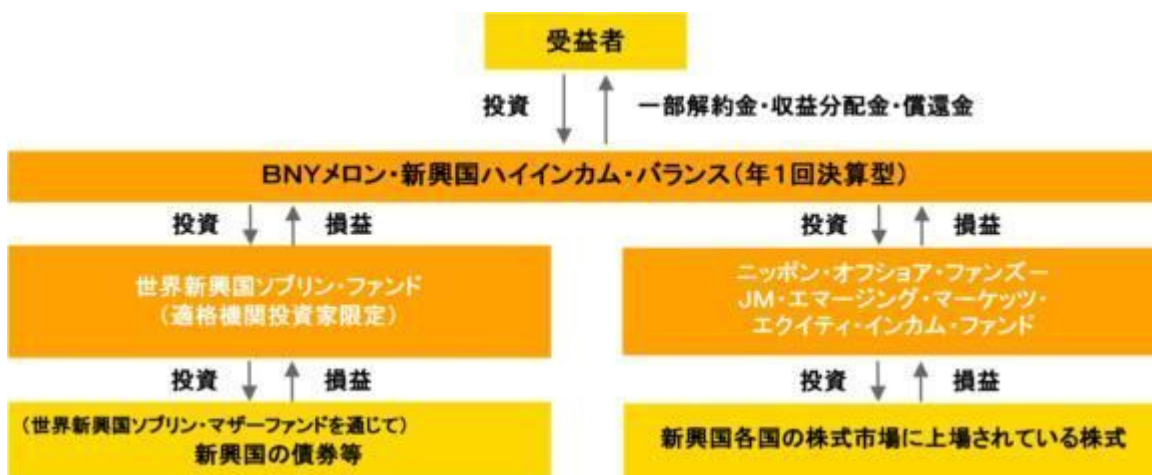 受益者
投資
一部解約金・収益分配金・償還金
BNYメロン・新興国ハイインカム・バランス(年1回決算型)
投資
損益
投資
損益
世界新興国ソブリン・ファンド
(適格機関投資家限定)
ニッポン・オフショア・ファンズ－
JM・エマージング・マーケッツ・
エクイティ・インカム・ファンド
投資
損益
投資
損益
(世界新興国ソブリン・マザーファンドを通じて)
新興国の債券等
新興国各国の株式市場に上場されている株式